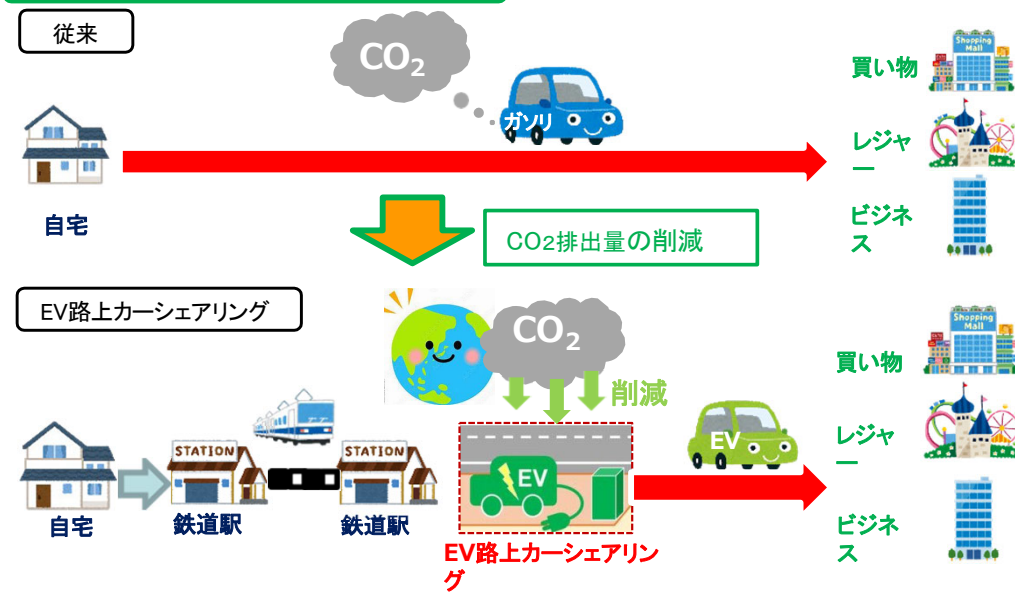 従来
CO2
ガソリ
自宅
Shopping
Mall
買い物
レジャ
ー
ビジネ
ス
CO2排出量の削減
EV路上カーシェアリング
CO2
削減
EV
EV
STATION
STATION
自宅
鉄道駅
鉄道駅
EV路上カーシェアリン
グ
Shopping
Mall
買い物
レジャ
ー
ビジネ
ス